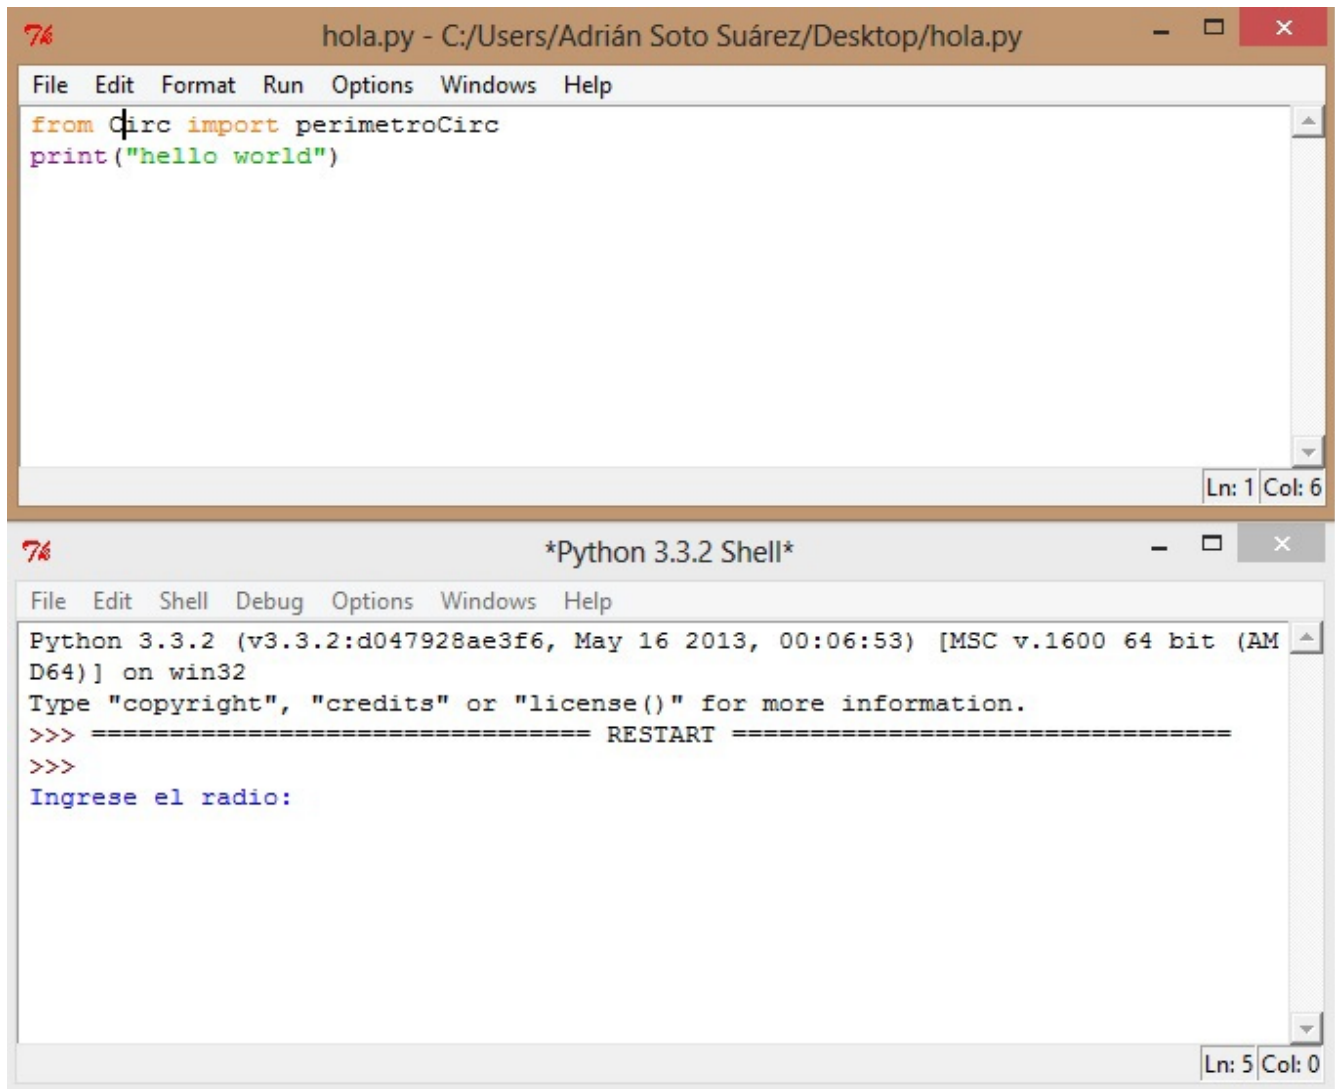 hola.py - C:/Users/Adrián Soto Suárez/Desktop/hola.py
File Edit Format Run Options Windows Help
from Circ import perimetroCirc
print("hello world")
Ln: 1 Col: 6
*Python 3.3.2 Shell*
File Edit Shell Debug Options Windows Help
Python 3.3.2 (v3.3.2:d047928ae3f6, May 16 2013, 00:06:53) [MSC v.1600 64 bit (AM
D64)] on win32
Type "copyright", "credits" or "license()" for more information.
>>> ================================ RESTART ================================
>>>
Ingrese el radio:
Ln: 5 Col: 0